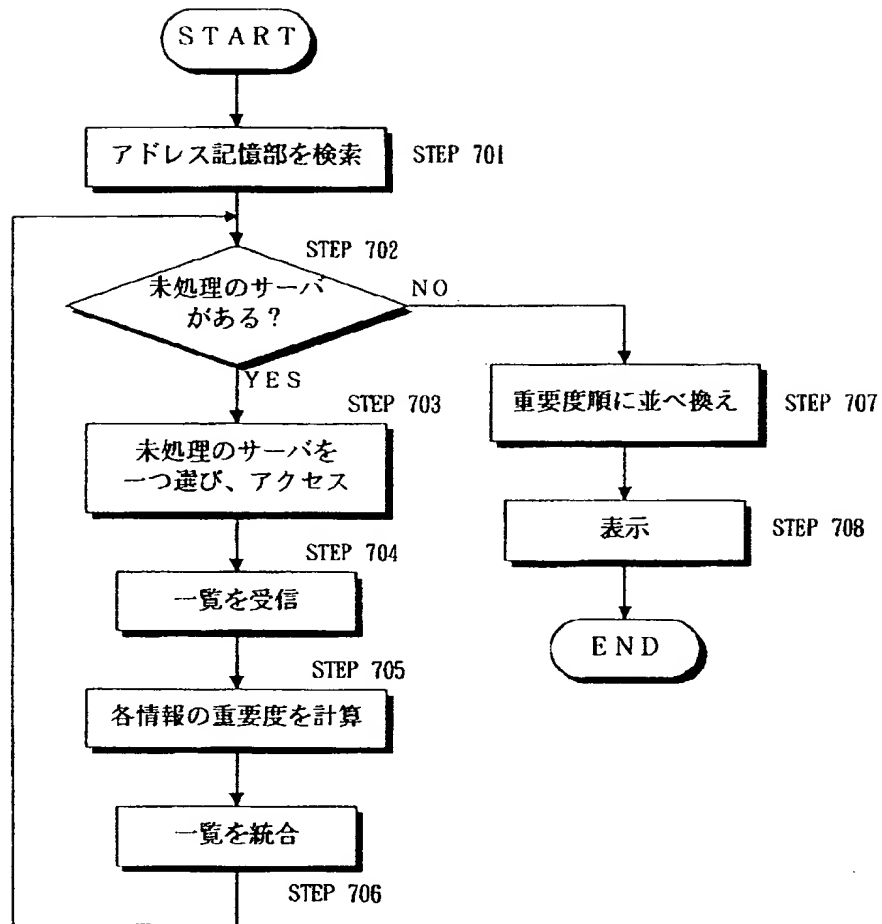 START
アドレス記憶部を検索 STEP 701
STEP 702
未処理のサーバ
がある?
NO
YES
STEP 703
未処理のサーバを
一つ選び、アクセス
STEP 704
一覧を受信
STEP 705
各情報の重要度を計算
一覧を統合
STEP 706
重要度順に並べ換え STEP 707
表示 STEP 708
END